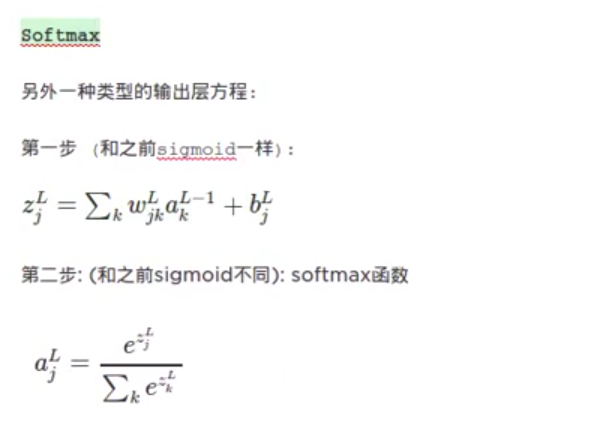 Softmax
另外一种类型的输出层方程：
第一步 （和之前sigmoid一样）：
$z_j^L = \sum_k w_{jk}^L a_k^{L-1} + b_j^L$
第二步: (和之前sigmoid不同): softmax函数
$a_j^L = \frac{e^{z_j^L}}{\sum_k e^{z_k^L}}$